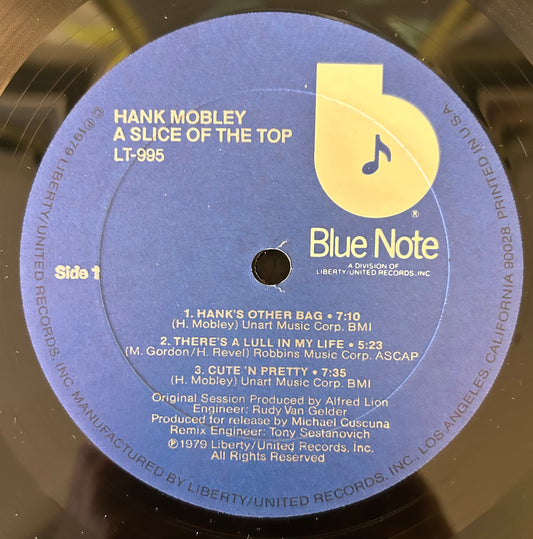 HANK MOBLEY
A SLICE OF THE TOP
LT-995
b
®
Blue Note
A DIVISION OF
LIBERTY/UNITED RECORDS, INC
Side 1
1. HANK'S OTHER BAG • 7:10
(H. Mobley) Unart Music Corp. BMI
2. THERE'S A LULL IN MY LIFE • 5:23
(M. Gordon/H. Revel) Robbins Music Corp. ASCAP
3. CUTE 'N PRETTY • 7:35
(H. Mobley) Unart Music Corp. BMI
Original Session Produced by Alfred Lion
Engineer: Rudy Van Gelder
Produced for release by Michael Cuscuna
Remix Engineer: Tony Sestanovich
℗1979 Liberty/United Records, Inc.
All Rights Reserved
©℗1979 LIBERTY/UNITED RECORDS, INC. MANUFACTURED BY LIBERTY/UNITED RECORDS, INC., LOS ANGELES, CALIFORNIA 90028. PRINTED IN U.S.A.